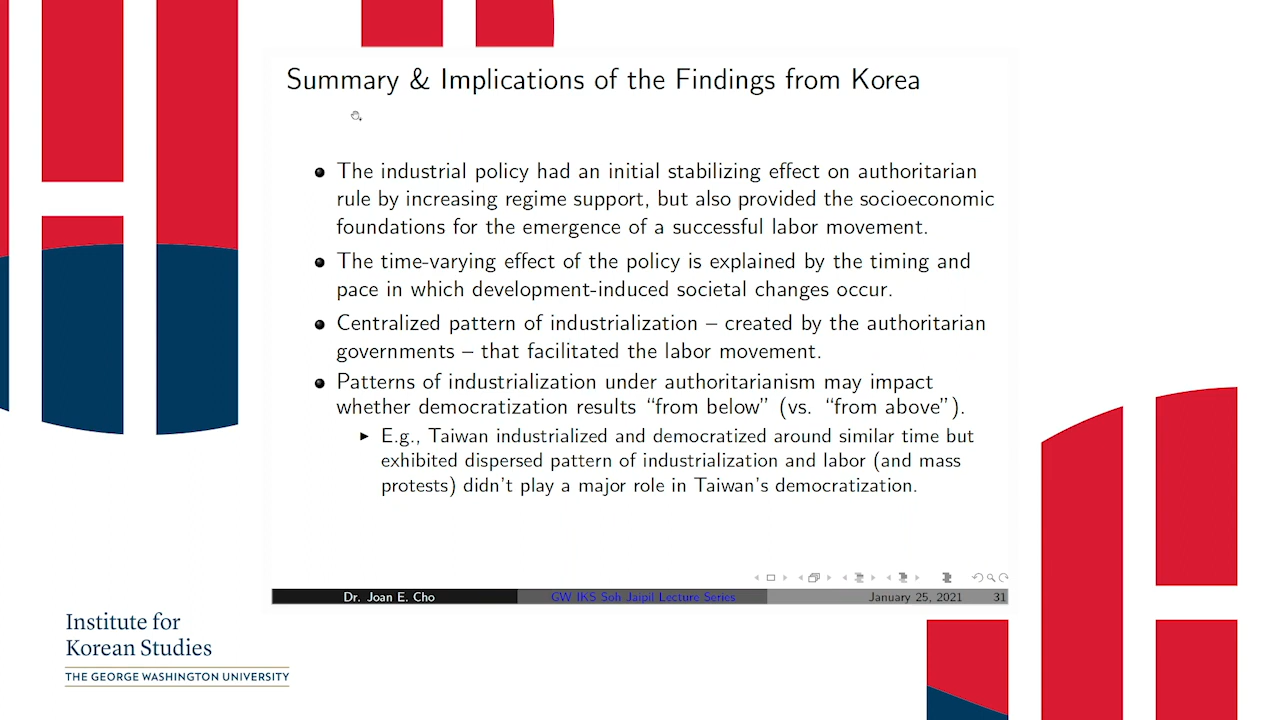 Summary & Implications of the Findings from Korea
The industrial policy had an initial stabilizing effect on authoritarian
rule by increasing regime support, but also provided the socioeconomic
foundations for the emergence of a successful labor movement.
The time-varying effect of the policy is explained by the timing and
pace in which development-induced societal changes occur.
Centralized pattern of industrialization – created by the authoritarian
governments – that facilitated the labor movement.
Patterns of industrialization under authoritarianism may impact
whether democratization results “from below” (vs. “from above”).
E.g., Taiwan industrialized and democratized around similar time but
exhibited dispersed pattern of industrialization and labor (and mass
protests) didn't play a major role in Taiwan's democratization.
Dr. Joan E. Cho GW IKS Soh Jaipil Lecture Series January 25, 2021 31
Institute for
Korean Studies
THE GEORGE WASHINGTON UNIVERSITY